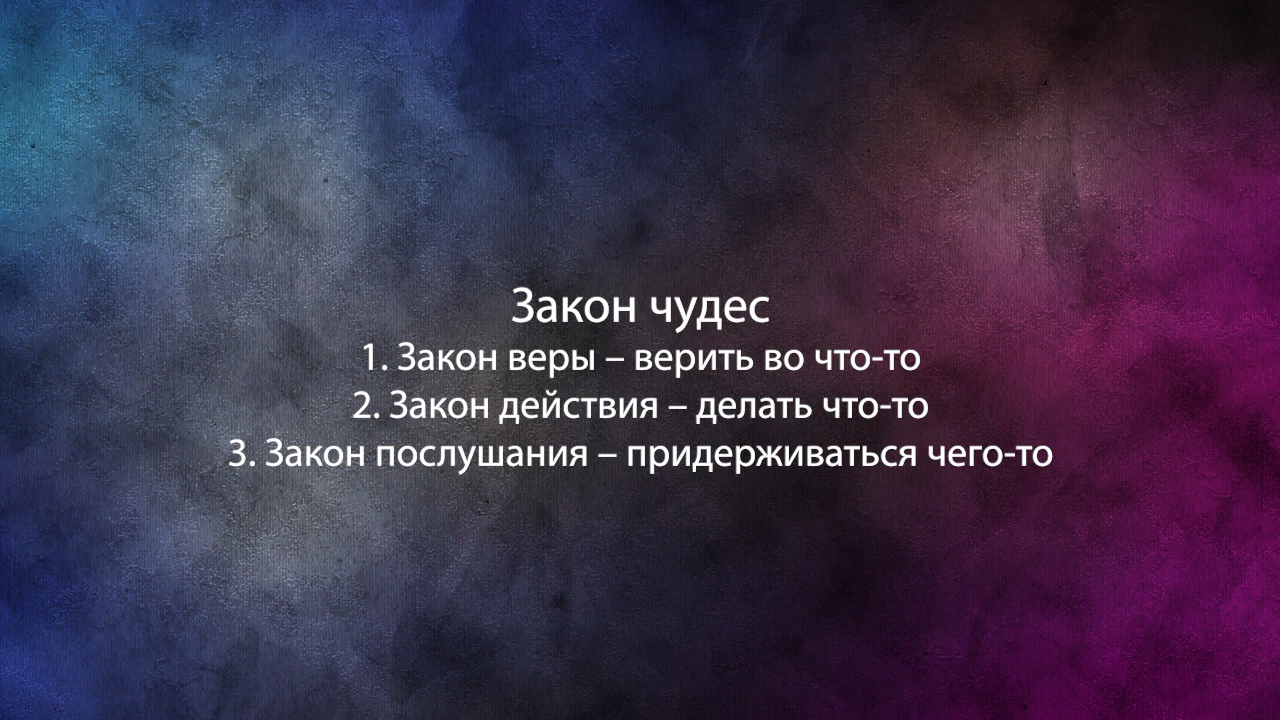 Закон чудес
1. Закон веры – верить во что-то
2. Закон действия – делать что-то
3. Закон послушания – придерживаться чего-то